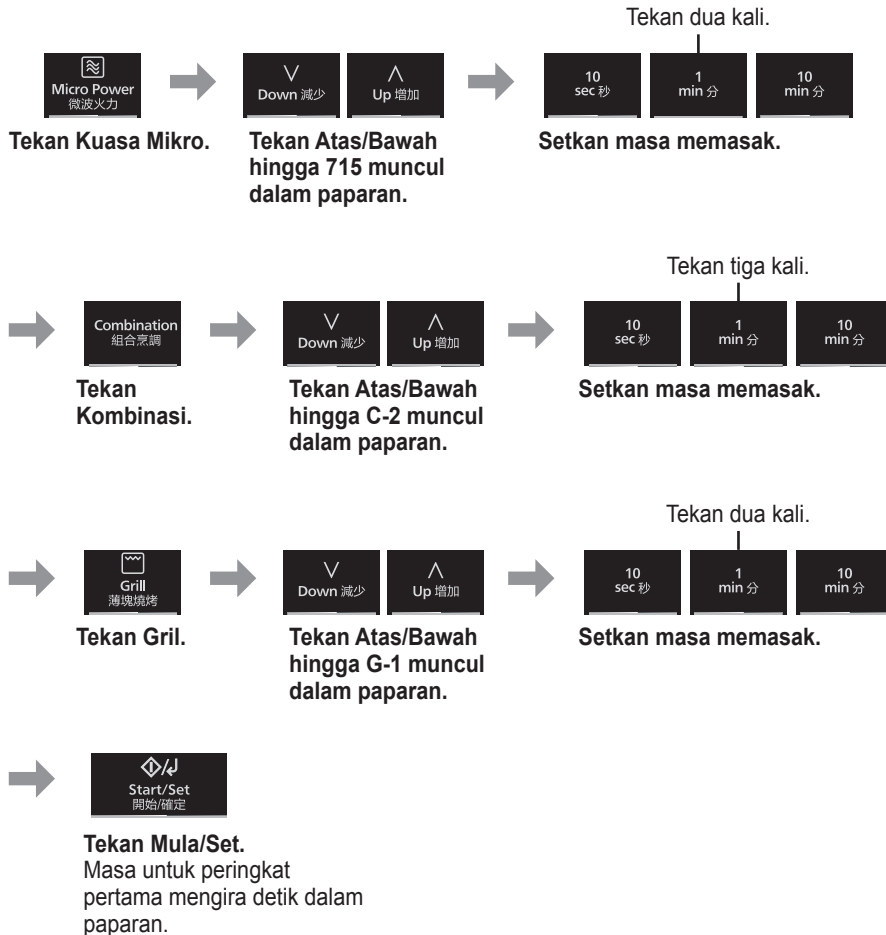 Tekan dua kali.
Micro Power
微波火力
Down 減少
Up 增加
10
sec 秒
1
min 分
10
min 分
Tekan Kuasa Mikro.
Tekan Atas/Bawah
hingga 715 muncul
dalam paparan.
Setkan masa memasak.
Tekan tiga kali.
Combination
組合烹調
Down 減少
Up 增加
10
sec 秒
1
min 分
10
min 分
Tekan
Kombinasi.
Tekan Atas/Bawah
hingga C-2 muncul
dalam paparan.
Setkan masa memasak.
Tekan dua kali.
Grill
薄塊燒烤
Down 減少
Up 增加
10
sec 秒
1
min 分
10
min 分
Tekan Gril.
Tekan Atas/Bawah
hingga G-1 muncul
dalam paparan.
Setkan masa memasak.
Start/Set
開始/確定
Tekan Mula/Set.
Masa untuk peringkat
pertama mengira detik dalam
paparan.